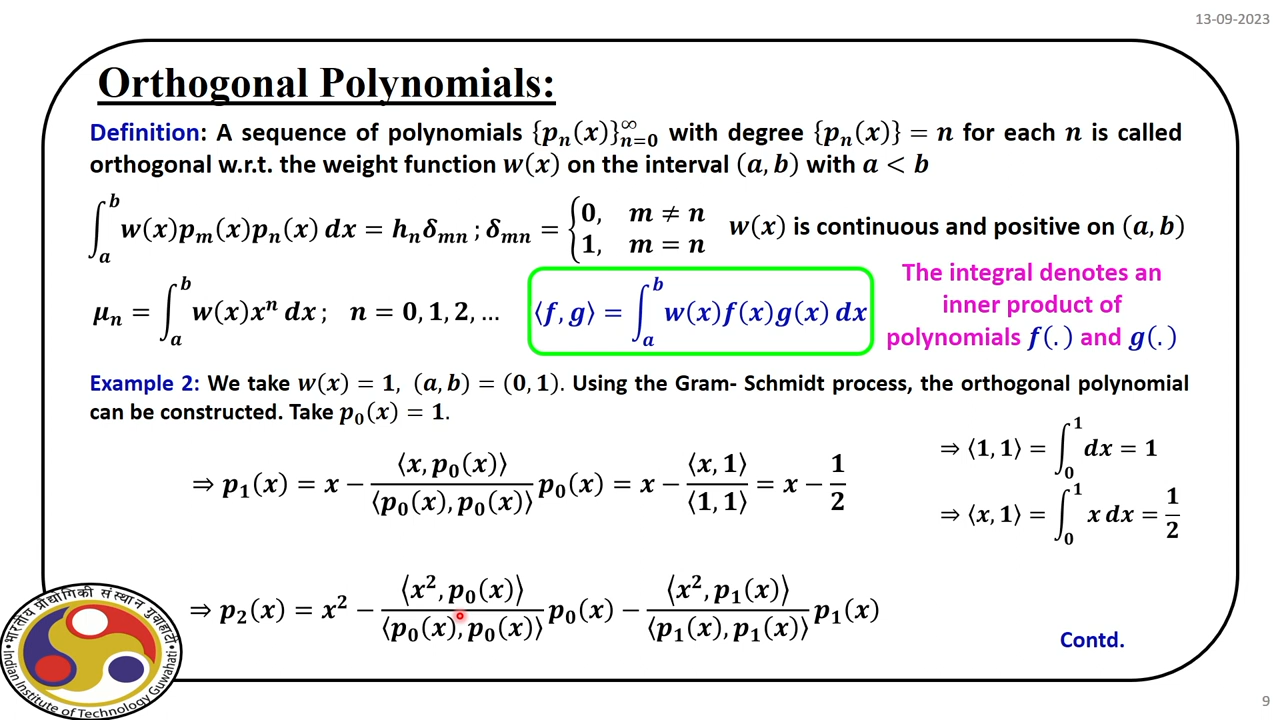 13-09-2023
Orthogonal Polynomials:
Definition: A sequence of polynomials {pₙ(x)}ₙ₌₀^∞ with degree {pₙ(x)} = n for each n is called
orthogonal w.r.t. the weight function w(x) on the interval (a, b) with a < b
∫ₐᵇ w(x)pₘ(x)pₙ(x) dx = hₙδₘₙ ; δₘₙ = {0, m ≠ n; 1, m = n w(x) is continuous and positive on (a, b)
μₙ = ∫ₐᵇ w(x)xⁿ dx ; n = 0, 1, 2, …
⟨f, g⟩ = ∫ₐᵇ w(x)f(x)g(x) dx
The integral denotes an
inner product of
polynomials f(.) and g(.)
Example 2: We take w(x) = 1, (a, b) = (0, 1). Using the Gram- Schmidt process, the orthogonal polynomial
can be constructed. Take p₀(x) = 1.
⇒ p₁(x) = x − ⟨x, p₀(x)⟩/⟨p₀(x), p₀(x)⟩ p₀(x) = x − ⟨x, 1⟩/⟨1, 1⟩ = x − 1/2
⇒ ⟨1, 1⟩ = ∫₀¹ dx = 1
⇒ ⟨x, 1⟩ = ∫₀¹ x dx = 1/2
⇒ p₂(x) = x² − ⟨x², p₀(x)⟩/⟨p₀(x), p₀(x)⟩ p₀(x) − ⟨x², p₁(x)⟩/⟨p₁(x), p₁(x)⟩ p₁(x)
Contd.
भारतीय प्रौद्योगिकी संस्थान गुवाहाटी
Indian Institute of Technology Guwahati
9